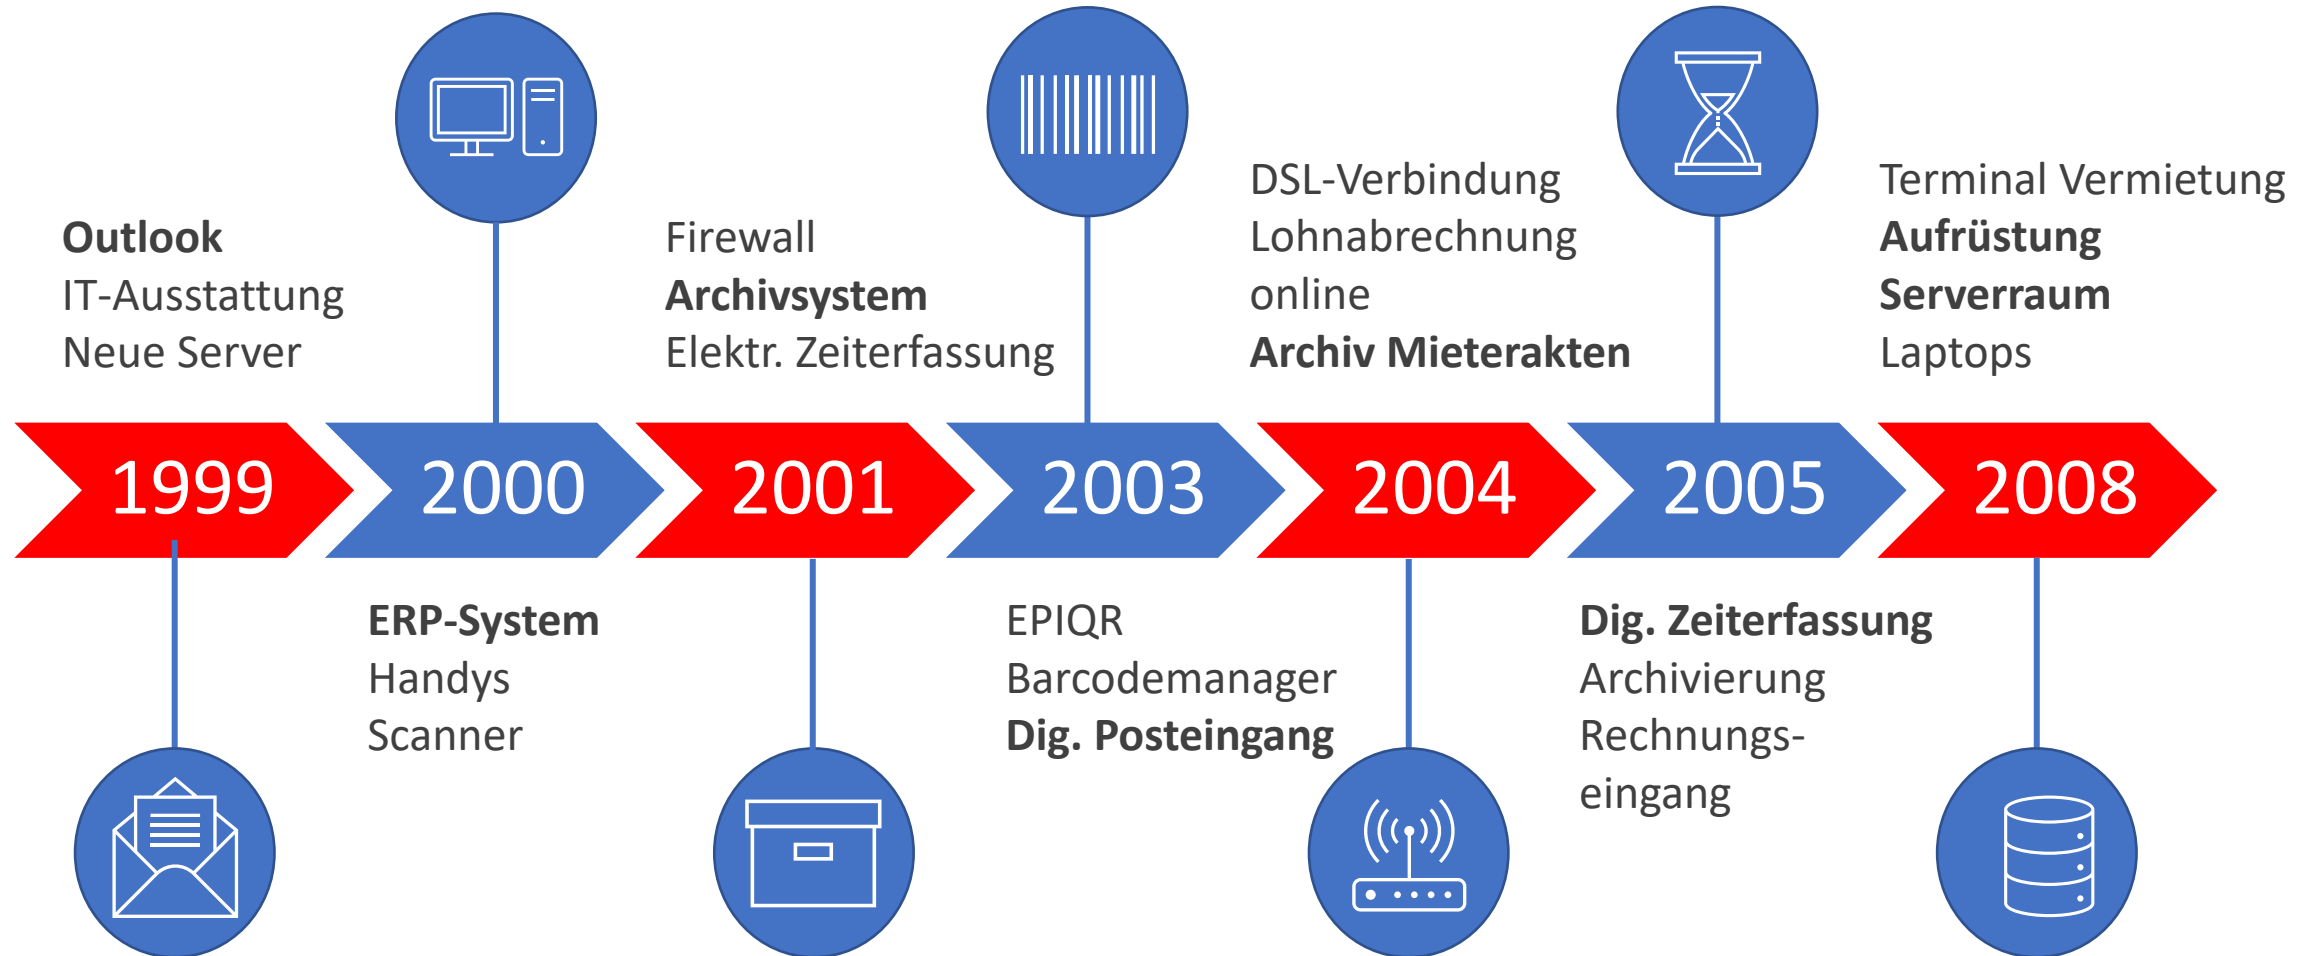 Outlook
IT-Ausstattung
Neue Server
Firewall
Archivsystem
Elektr. Zeiterfassung
DSL-Verbindung
Lohnabrechnung
online
Archiv Mieterakten
Terminal Vermietung
Aufrüstung
Serverraum
Laptops
1999
2000
2001
2003
2004
2005
2008
ERP-System
Handys
Scanner
EPIQR
Barcodemanager
Dig. Posteingang
Dig. Zeiterfassung
Archivierung
Rechnungs-
eingang